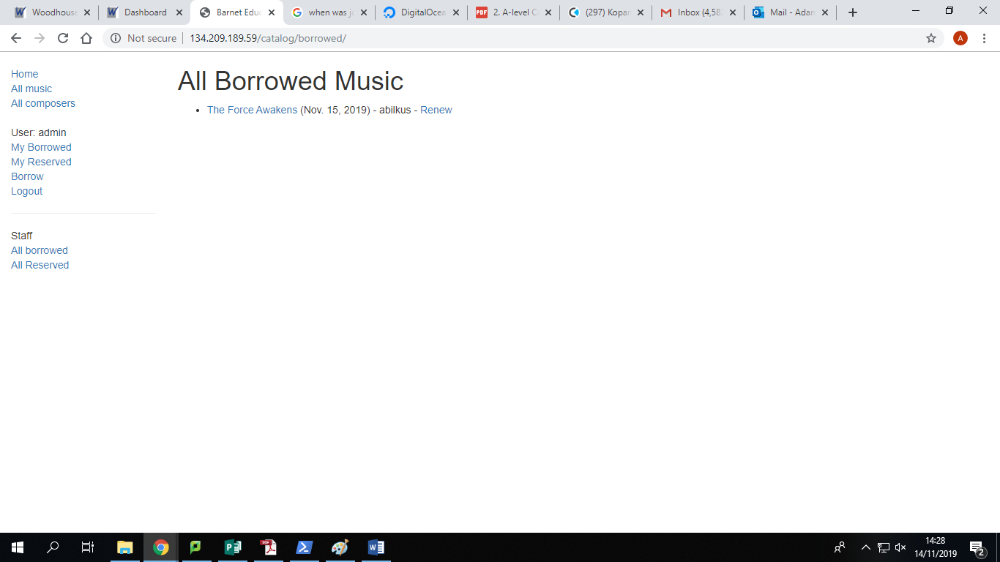 Woodhouse
Dashboard
Barnet Educ
when was jo
DigitalOcea
2. A-level C
(297) Kopar
Inbox (4,583
Mail - Adam
Not secure | 134.209.189.59/catalog/borrowed/
A
Home
All music
All composers
User: admin
My Borrowed
My Reserved
Borrow
Logout
Staff
All borrowed
All Reserved
All Borrowed Music
• The Force Awakens (Nov. 15, 2019) - abilkus - Renew
14:28
14/11/2019
2